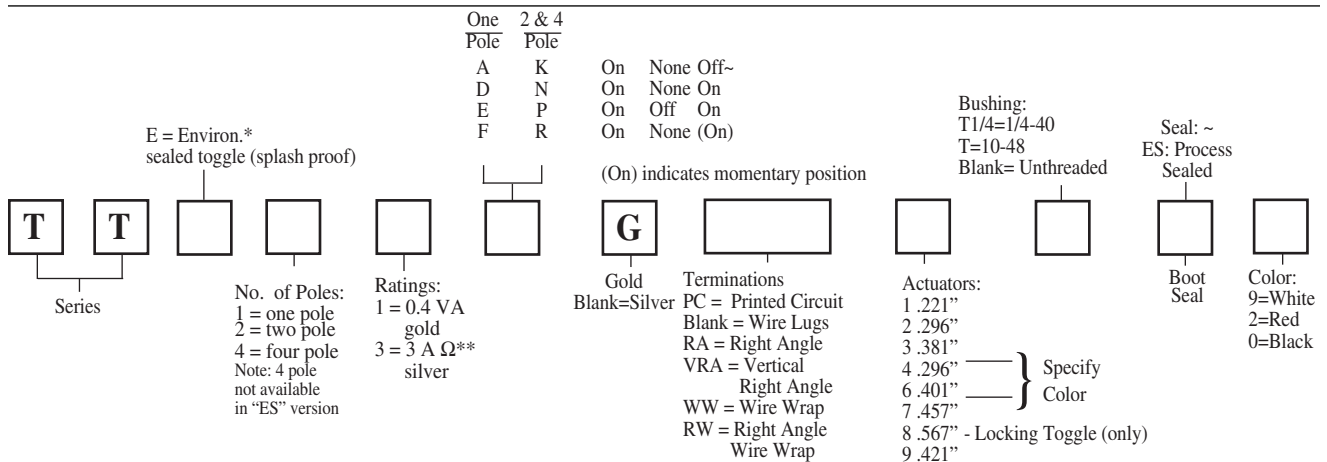 One 2 & 4
Pole Pole
A K On None Off~
D N On None On
E P On Off On
F R On None (On)
(On) indicates momentary position
E = Environ.*
sealed toggle (splash proof)
Bushing:
T1/4=1/4-40
T=10-48
Blank= Unthreaded
Seal: ~
ES: Process
Sealed
T T G
Series
No. of Poles:
1 = one pole
2 = two pole
4 = four pole
Note: 4 pole
not available
in “ES” version
Ratings:
1 = 0.4 VA
gold
3 = 3 A Ω**
silver
Gold
Blank=Silver
Terminations
PC = Printed Circuit
Blank = Wire Lugs
RA = Right Angle
VRA = Vertical
Right Angle
WW = Wire Wrap
RW = Right Angle
Wire Wrap
Actuators:
1 .221”
2 .296”
3 .381”
4 .296”
6 .401”
7 .457”
8 .567” - Locking Toggle (only)
9 .421”
Specify
Color
Boot
Seal
Color:
9=White
2=Red
0=Black